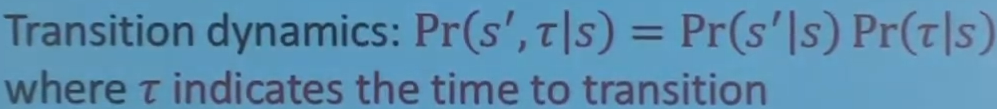 Transition dynamics: Pr(s′, τ|s) = Pr(s′|s) Pr(τ|s)
where τ indicates the time to transition